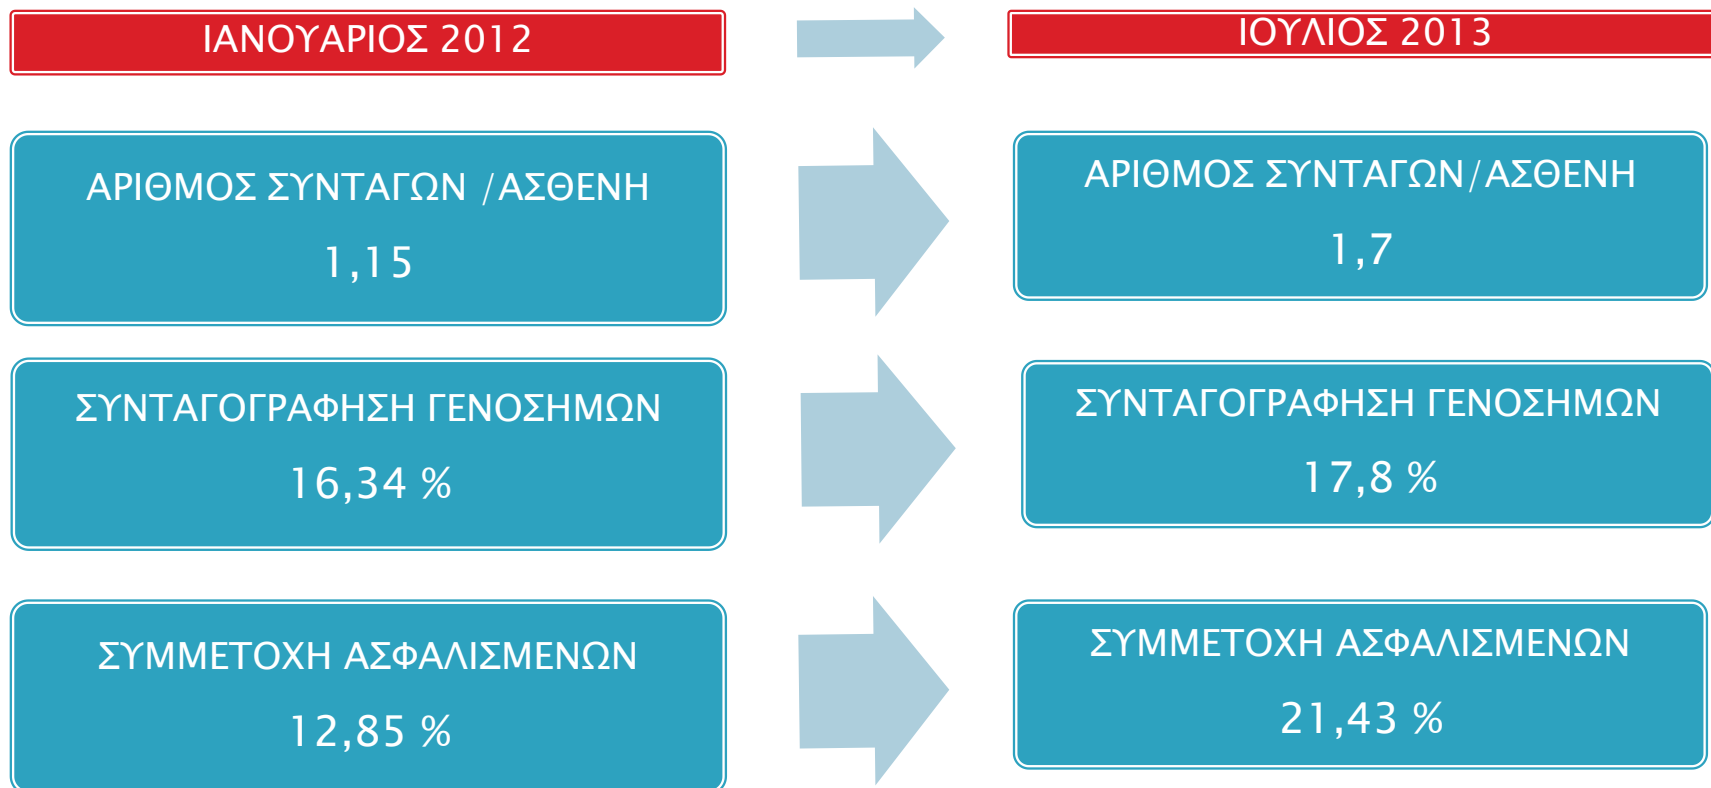 ΙΑΝΟΥΑΡΙΟΣ 2012
ΙΟΥΛΙΟΣ 2013
ΑΡΙΘΜΟΣ ΣΥΝΤΑΓΩΝ /ΑΣΘΕΝΗ
1,15
ΑΡΙΘΜΟΣ ΣΥΝΤΑΓΩΝ/ΑΣΘΕΝΗ
1,7
ΣΥΝΤΑΓΟΓΡΑΦΗΣΗ ΓΕΝΟΣΗΜΩΝ
16,34 %
ΣΥΝΤΑΓΟΓΡΑΦΗΣΗ ΓΕΝΟΣΗΜΩΝ
17,8 %
ΣΥΜΜΕΤΟΧΗ ΑΣΦΑΛΙΣΜΕΝΩΝ
12,85 %
ΣΥΜΜΕΤΟΧΗ ΑΣΦΑΛΙΣΜΕΝΩΝ
21,43 %